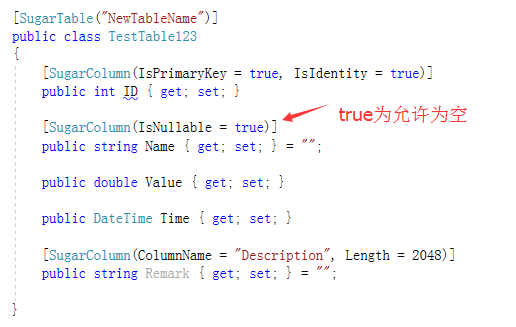 [SugarTable("NewTableName")]
public class TestTable123
{
[SugarColumn(IsPrimaryKey = true, IsIdentity = true)]
public int ID { get; set; }
[SugarColumn(IsNullable = true)]
true为允许为空
public string Name { get; set; } = "";
public double Value { get; set; }
public DateTime Time { get; set; }
[SugarColumn(ColumnName = "Description", Length = 2048)]
public string Remark { get; set; } = "";
}